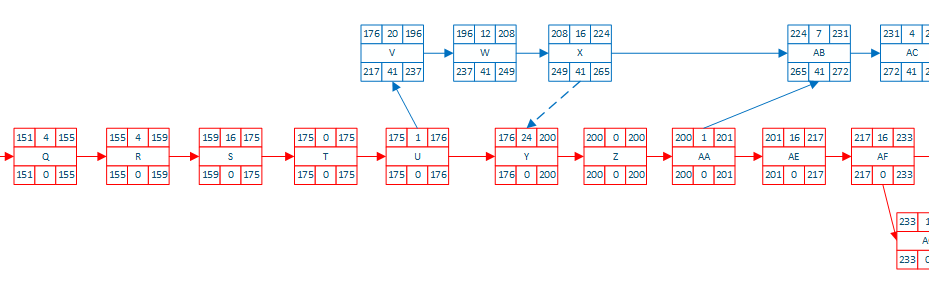 176 20 196
V
217 41 237
196 12 208
W
237 41 249
208 16 224
X
249 41 265
224 7 231
AB
265 41 272
231 4
AC
272 41
151 4 155
Q
151 0 155
155 4 159
R
155 0 159
159 16 175
S
159 0 175
175 0 175
T
175 0 175
175 1 176
U
175 0 176
176 24 200
Y
176 0 200
200 0 200
Z
200 0 200
200 1 201
AA
200 0 201
201 16 217
AE
201 0 217
217 16 233
AF
217 0 233
233
233